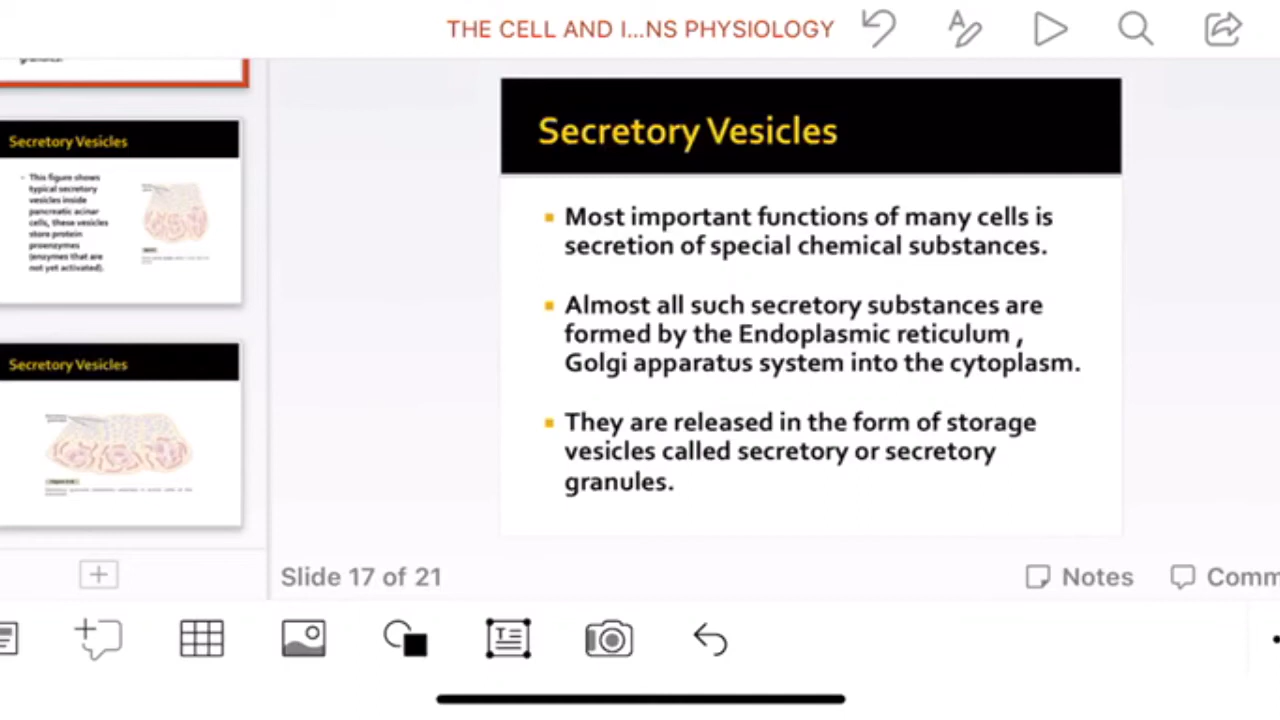 THE CELL AND I...NS PHYSIOLOGY
Secretory Vesicles
This figure shows
typical secretory
vesicles inside
pancreatic acinar
cells, these vesicles
store protein
proenzymes
(enzymes that are
not yet activated).
Secretory Vesicles
Secretory Vesicles
Most important functions of many cells is
secretion of special chemical substances.
Almost all such secretory substances are
formed by the Endoplasmic reticulum ,
Golgi apparatus system into the cytoplasm.
They are released in the form of storage
vesicles called secretory or secretory
granules.
Slide 17 of 21
Notes
Comm